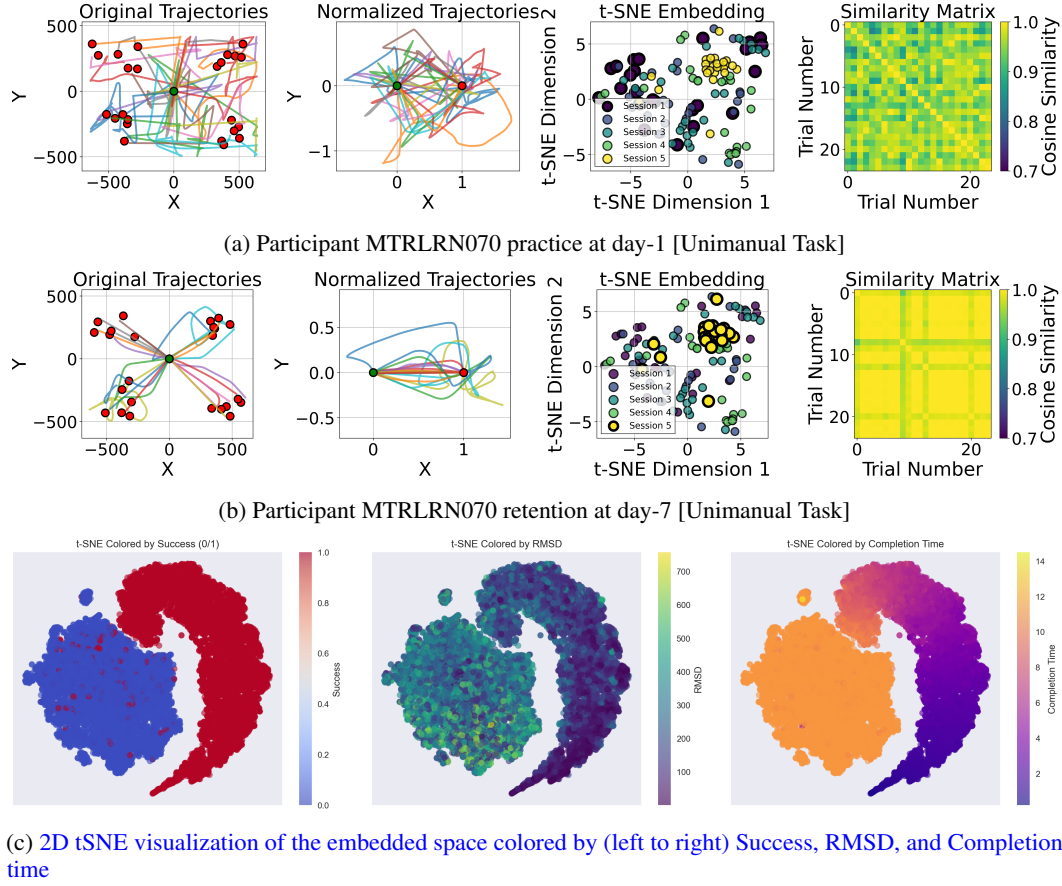 Original Trajectories
Normalized Trajectories
t-SNE Embedding
Similarity Matrix
500
0
−500
Y
−500
0
500
X
0
−1
Y
0
1
X
5
0
−5
t-SNE Dimension 2
Session 1
Session 2
Session 3
Session 4
Session 5
−5
0
5
t-SNE Dimension 1
0
10
20
Trial Number
0
20
Trial Number
1.0
0.9
0.8
0.7
Cosine Similarity
(a) Participant MTRLRN070 practice at day-1 [Unimanual Task]
Original Trajectories
Normalized Trajectories
t-SNE Embedding
Similarity Matrix
500
0
−500
Y
−500
0
500
X
0.5
0.0
−0.5
Y
0
1
X
5
0
−5
t-SNE Dimension 2
Session 1
Session 2
Session 3
Session 4
Session 5
−5
0
5
t-SNE Dimension 1
0
10
20
Trial Number
0
20
Trial Number
1.0
0.9
0.8
0.7
Cosine Similarity
(b) Participant MTRLRN070 retention at day-7 [Unimanual Task]
t-SNE Colored by Success (0/1)
1.0
0.8
0.6
0.4
0.2
0.0
Success
t-SNE Colored by RMSD
700
600
500
400
300
200
100
RMSD
t-SNE Colored by Completion Time
14
12
10
8
6
4
2
Completion Time
(c) 2D tSNE visualization of the embedded space colored by (left to right) Success, RMSD, and Completion
time